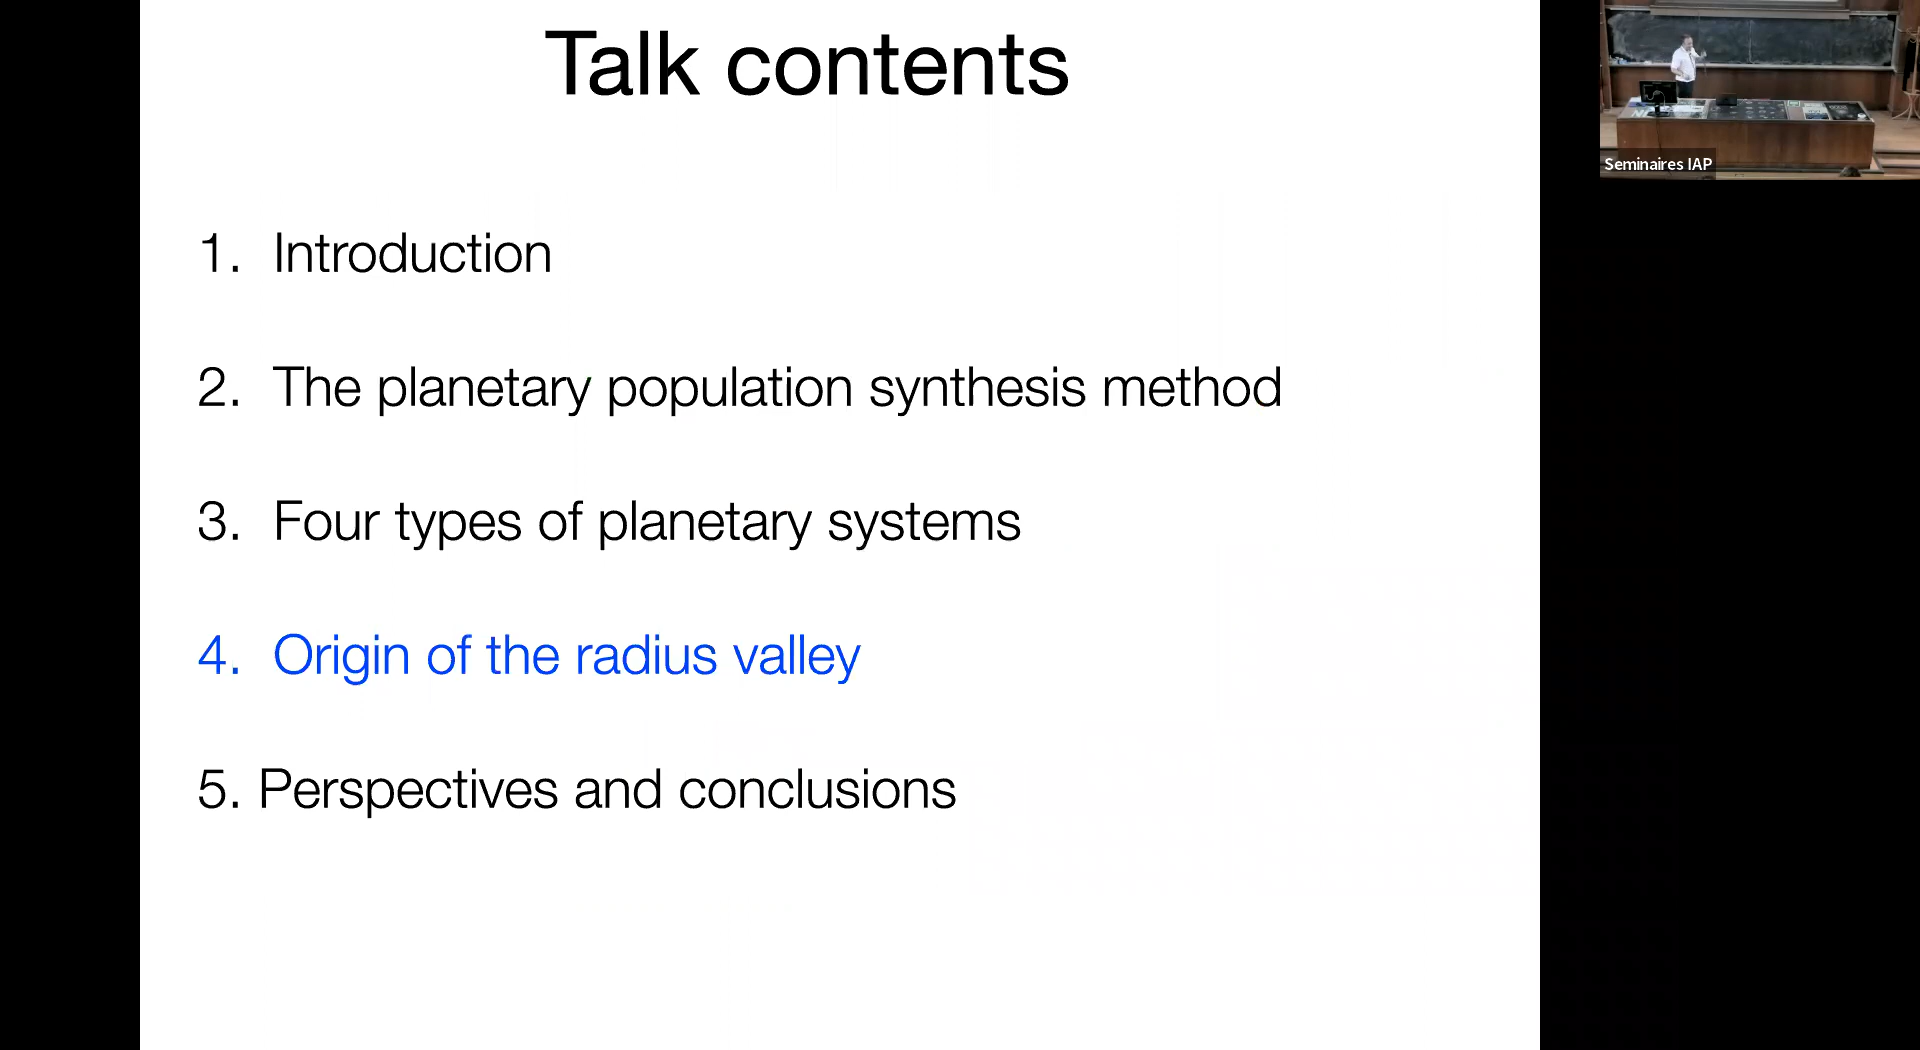 Talk contents
1. Introduction
2. The planetary population synthesis method
3. Four types of planetary systems
4. Origin of the radius valley
5. Perspectives and conclusions
Seminaires IAP